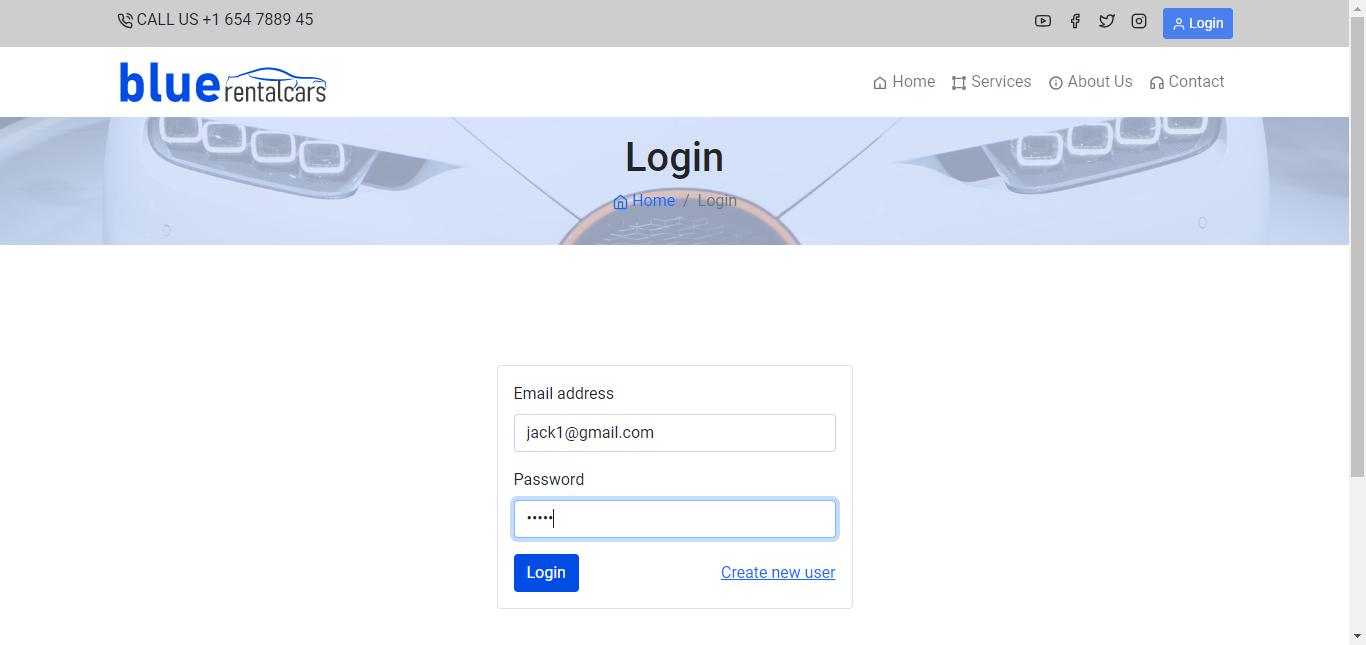 CALL US +1 654 7889 45
Login
blue rentalcars
Home Services About Us Contact
Login
Home / Login
Email address
jack1@gmail.com
Password
•••••
Login Create new user